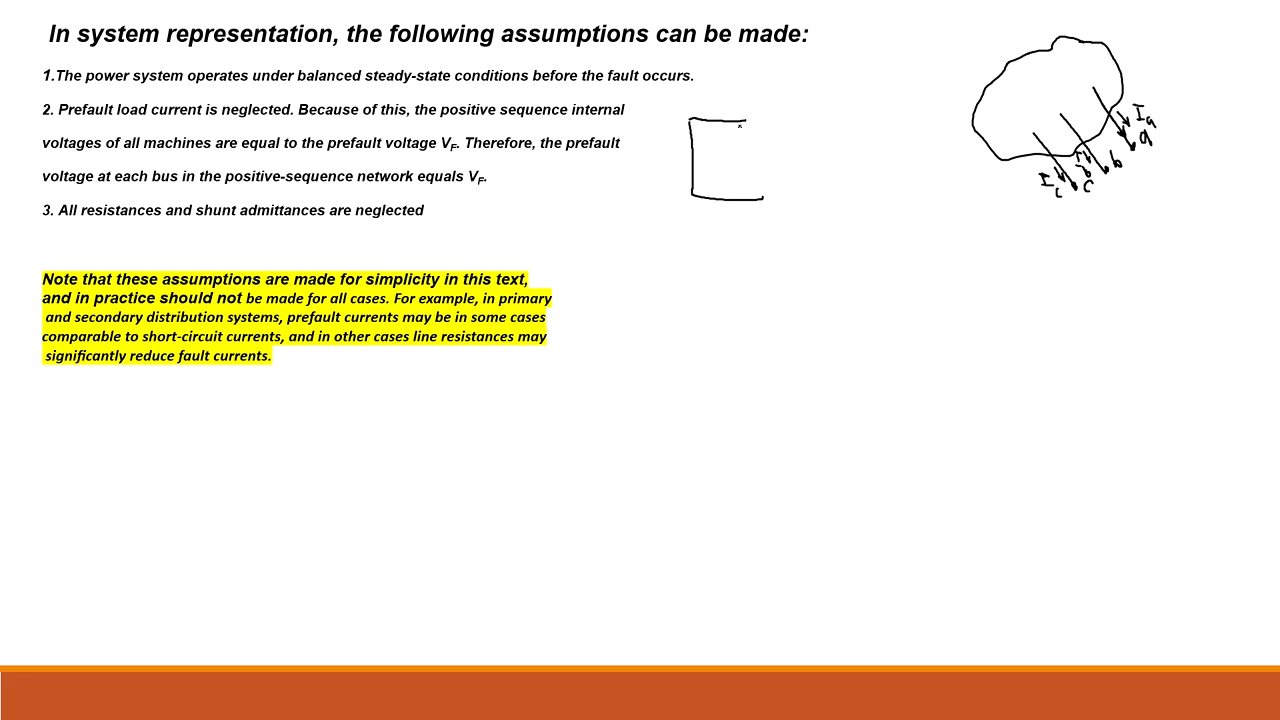 In system representation, the following assumptions can be made:
1.The power system operates under balanced steady-state conditions before the fault occurs.
2. Prefault load current is neglected. Because of this, the positive sequence internal
voltages of all machines are equal to the prefault voltage VF. Therefore, the prefault
voltage at each bus in the positive-sequence network equals VF.
3. All resistances and shunt admittances are neglected
Note that these assumptions are made for simplicity in this text,
and in practice should not be made for all cases. For example, in primary
and secondary distribution systems, prefault currents may be in some cases
comparable to short-circuit currents, and in other cases line resistances may
significantly reduce fault currents.
Ia
a
Ib
b
Ic
c